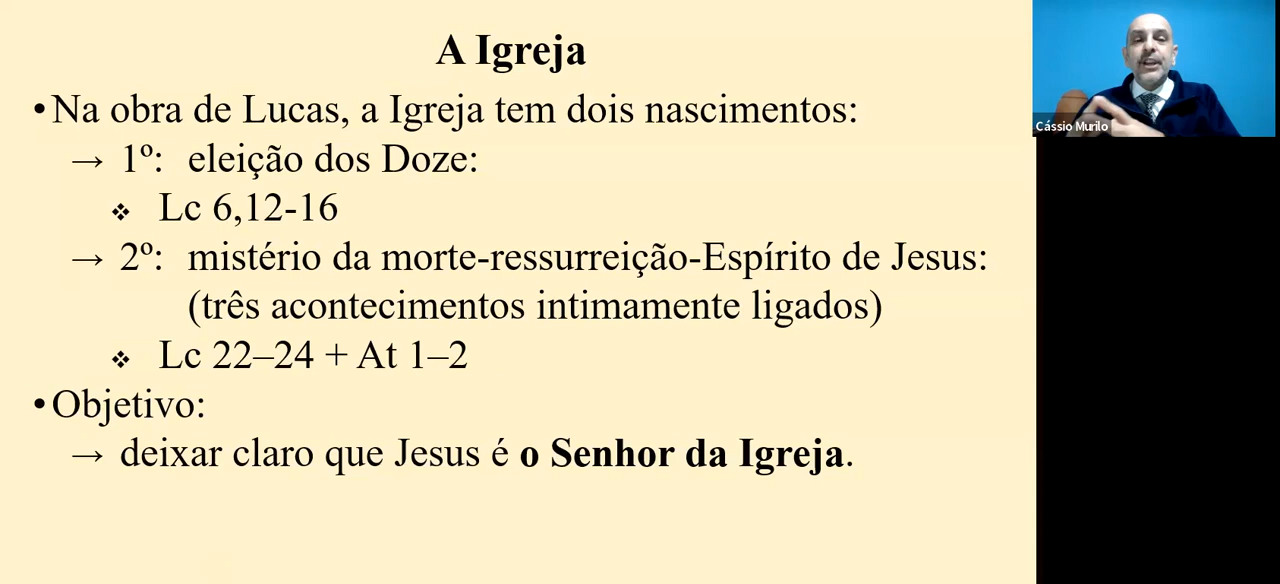 A Igreja
•Na obra de Lucas, a Igreja tem dois nascimentos:
→ 1º: eleição dos Doze:
❖ Lc 6,12-16
→ 2º: mistério da morte-ressurreição-Espírito de Jesus:
(três acontecimentos intimamente ligados)
❖ Lc 22–24 + At 1–2
•Objetivo:
→ deixar claro que Jesus é o Senhor da Igreja.
Cássio Murilo